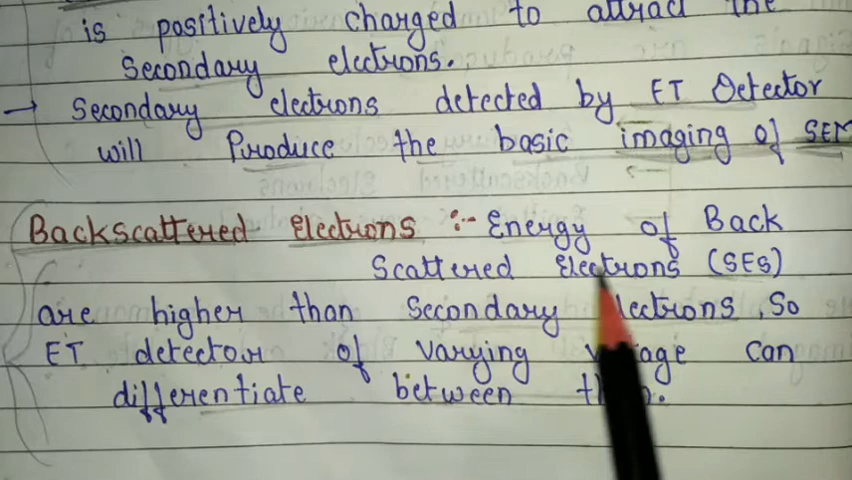 is positively charged to attract the
Secondary electrons.
→ Secondary electrons detected by ET Detector
will Produce the basic imaging of SEM
Backscattered Electrons :- Energy of Back
Scattered Electrons (SES)
are higher than Secondary electrons, So
ET detector of varying can
differentiate between